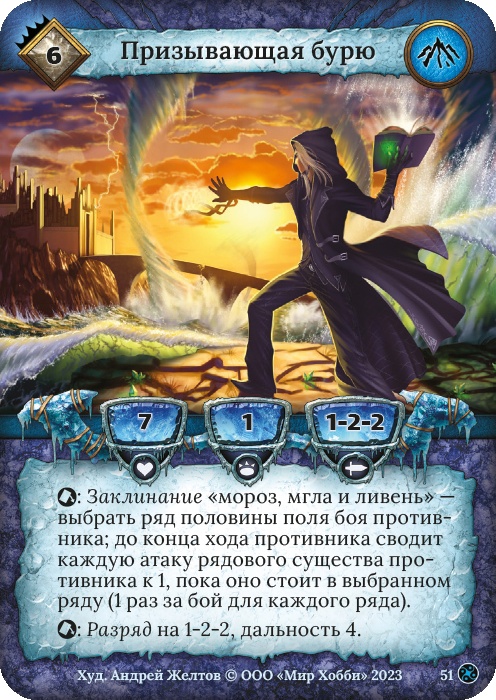 6
Призывающая бурю
7
1
1-2-2
: Заклинание «мороз, мгла и ливень» –
выбрать ряд половины поля боя против-
ника; до конца хода противника сводит
каждую атаку рядового существа про-
тивника к 1, пока оно стоит в выбранном
ряду (1 раз за бой для каждого ряда).
: Разряд на 1-2-2, дальность 4.
Худ. Андрей Желтов © ООО «Мир Хобби» 2023
51